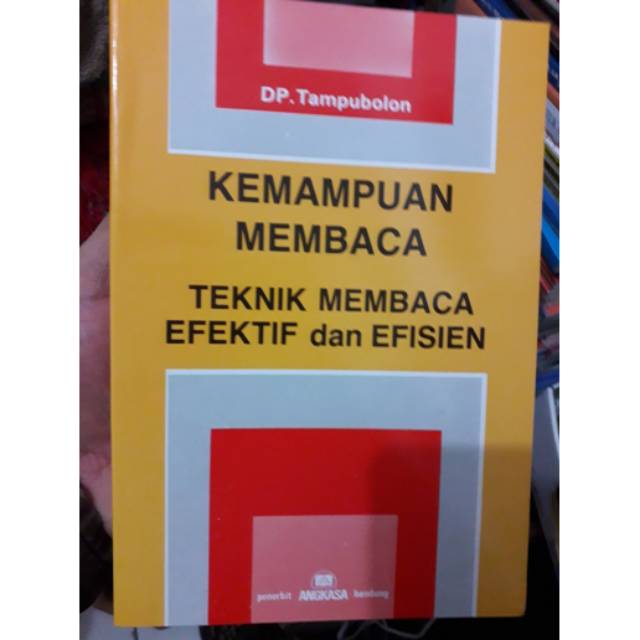 DP. Tampubolon
KEMAMPUAN
MEMBACA
TEKNIK MEMBACA
EFEKTIF dan EFISIEN
penerbit ANGKASA bandung